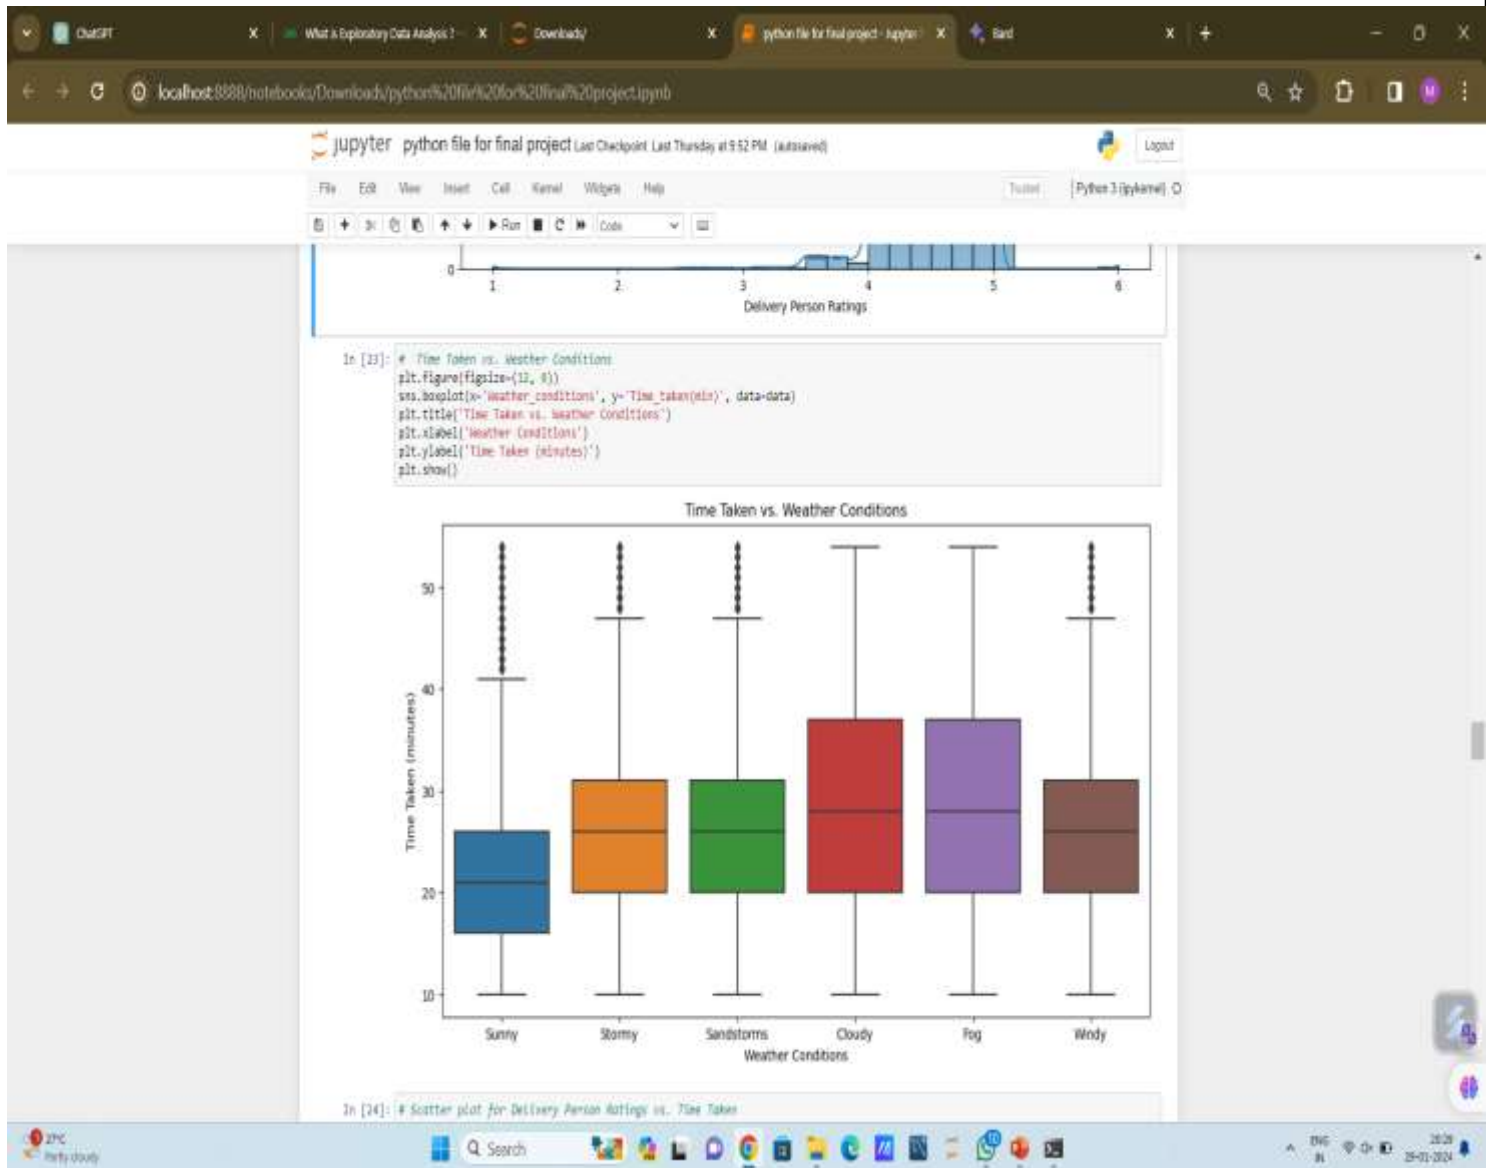 ChatGPT What is Exploratory Data Analysis ? Downloads/ python file for final project - Jupyter Bard
localhost:8888/notebooks/Downloads/python%20file%20for%20final%20project.ipynb
jupyter python file for final project Last Checkpoint: Last Thursday at 9:52 PM (autosaved) Logout
File Edit View Insert Cell Kernel Widgets Help Trusted Python 3 (ipykernel)
Run Code
0
1 2 3 4 5 6
Delivery Person Ratings
In [23]: # Time Taken vs. Weather Conditions
plt.figure(figsize=(12, 8))
sns.boxplot(x='Weather_conditions', y='Time_taken(min)', data=data)
plt.title('Time Taken vs. Weather Conditions')
plt.xlabel('Weather Conditions')
plt.ylabel('Time Taken (minutes)')
plt.show()
Time Taken vs. Weather Conditions
Time Taken (minutes)
50
40
30
20
10
Sunny Stormy Sandstorms Cloudy Fog Windy
Weather Conditions
In [24]: # Scatter plot for Delivery Person Ratings vs. Time Taken
27°C
Partly cloudy
Search
ENG
IN
20:28
29-01-2024